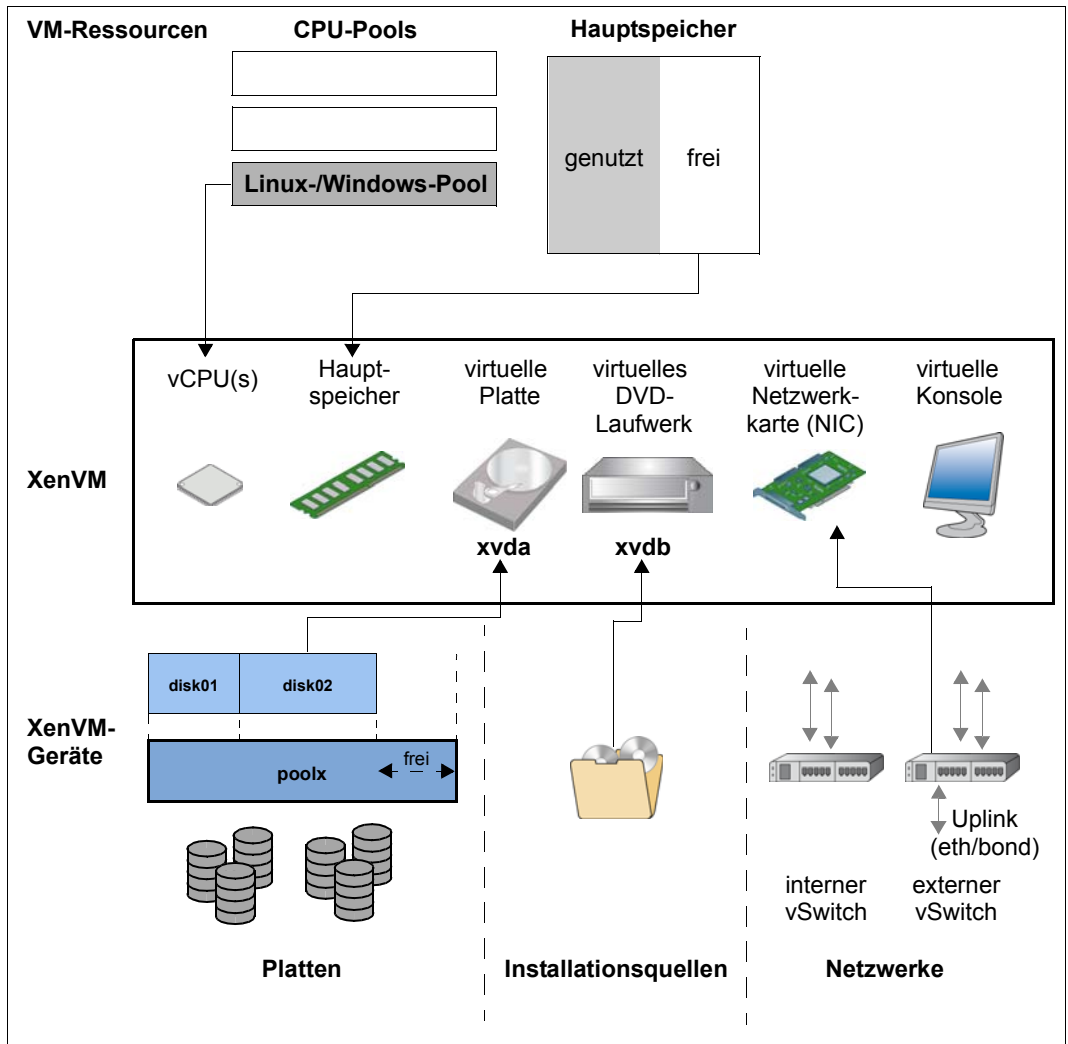 VM-Ressourcen
CPU-Pools
Hauptspeicher
genutzt
frei
Linux-/Windows-Pool
XenVM
vCPU(s)
Haupt-
speicher
virtuelle
Platte
virtuelles
DVD-
Laufwerk
virtuelle
Netzwerk-
karte (NIC)
virtuelle
Konsole
xvda
xvdb
XenVM-
Geräte
disk01
disk02
poolx
frei
Uplink
(eth/bond)
interner
vSwitch
externer
vSwitch
Platten
Installationsquellen
Netzwerke